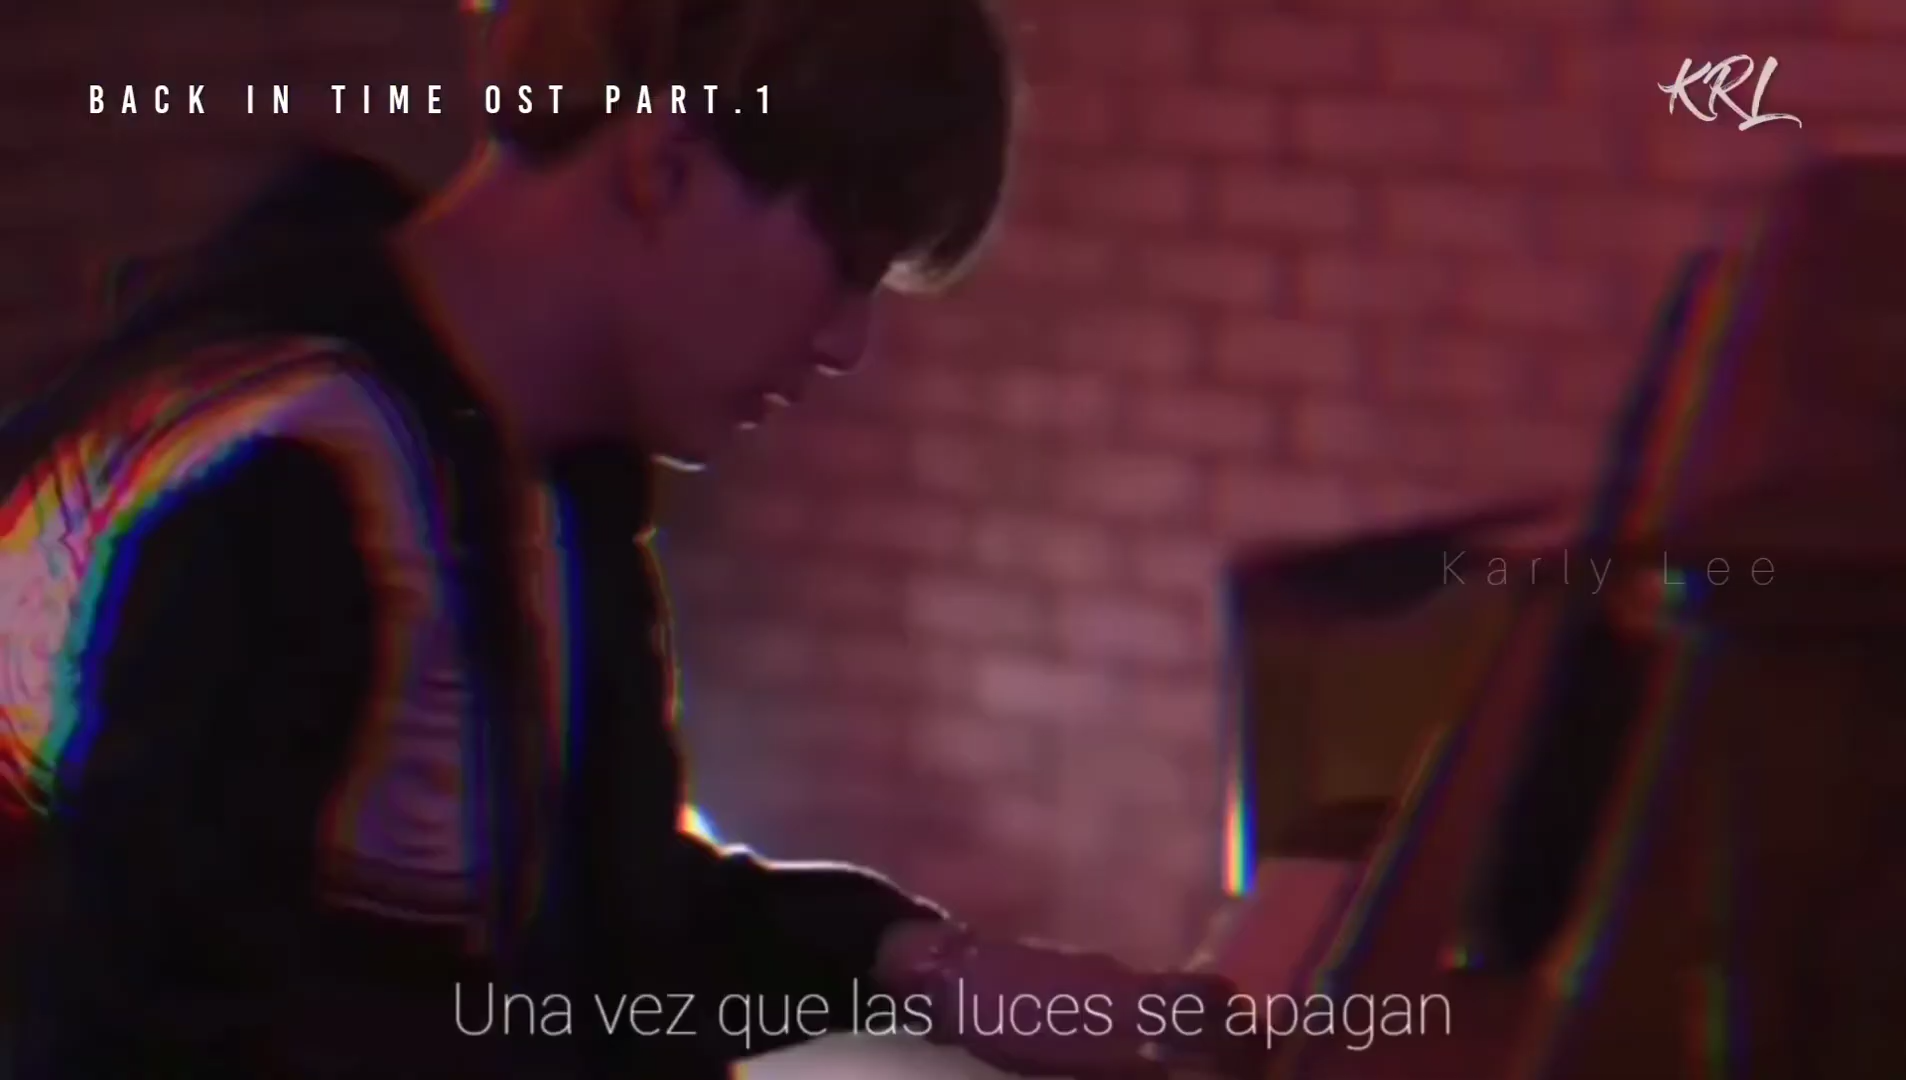 BACK IN TIME OST PART.1
KRL
Karly Lee
Una vez que las luces se apagan